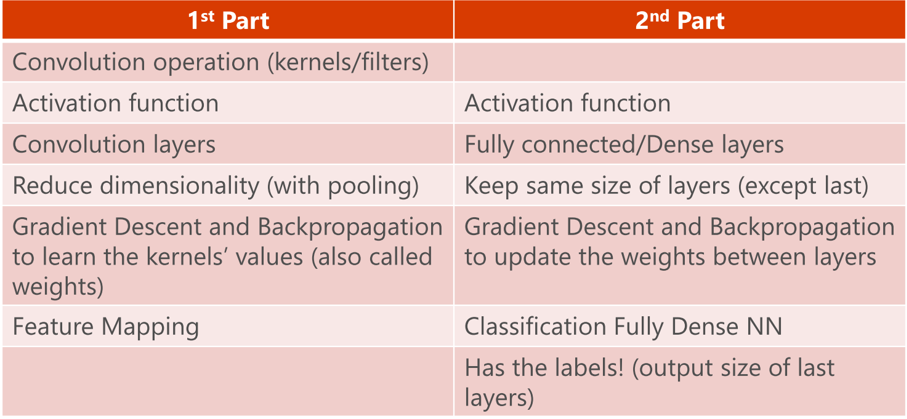 1st Part
2nd Part
Convolution operation (kernels/filters)
Activation function
Activation function
Convolution layers
Fully connected/Dense layers
Reduce dimensionality (with pooling)
Keep same size of layers (except last)
Gradient Descent and Backpropagation
to learn the kernels’ values (also called
weights)
Gradient Descent and Backpropagation
to update the weights between layers
Feature Mapping
Classification Fully Dense NN
Has the labels! (output size of last
layers)